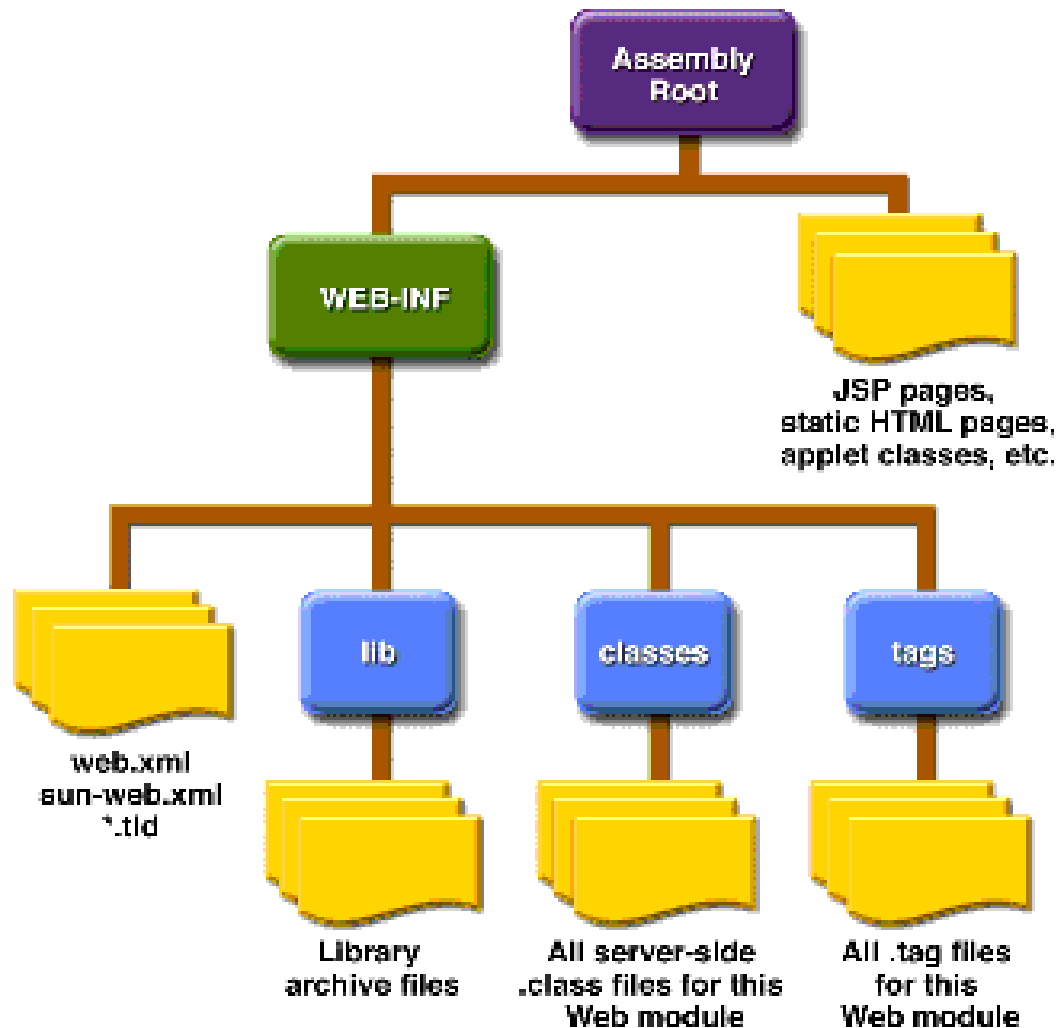 Assembly
Root
WEB-INF
JSP pages,
static HTML pages,
applet classes, etc.
lib
classes
tags
web.xml
sun-web.xml
*.tld
Library
archive files
All server-side
.class files for this
Web module
All .tag files
for this
Web module